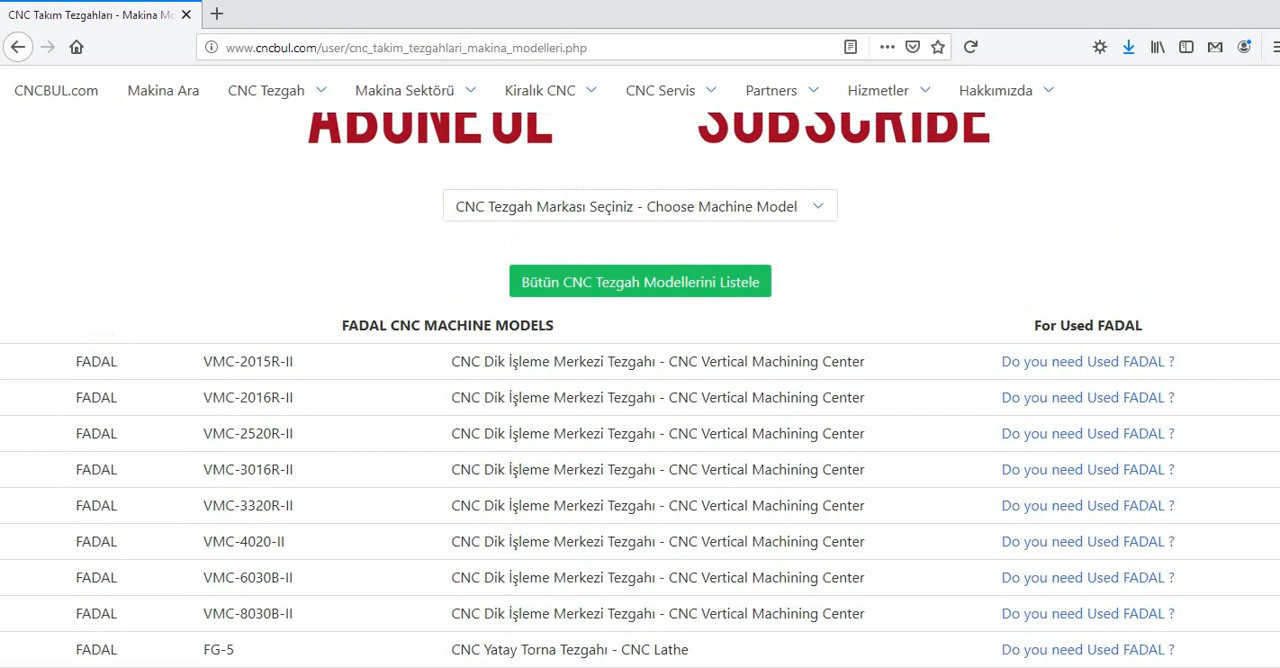 CNC Takım Tezgahları - Makina Mo
www.cncbul.com/user/cnc_takim_tezgahlari_makina_modelleri.php
CNCBUL.com Makina Ara CNC Tezgah Makina Sektörü Kiralık CNC CNC Servis Partners Hizmetler Hakkımızda
ABONE OL SUBSCRIBE
CNC Tezgah Markası Seçiniz - Choose Machine Model
Bütün CNC Tezgah Modellerini Listele
FADAL CNC MACHINE MODELS For Used FADAL
FADAL VMC-2015R-II CNC Dik İşleme Merkezi Tezgahı - CNC Vertical Machining Center Do you need Used FADAL ?
FADAL VMC-2016R-II CNC Dik İşleme Merkezi Tezgahı - CNC Vertical Machining Center Do you need Used FADAL ?
FADAL VMC-2520R-II CNC Dik İşleme Merkezi Tezgahı - CNC Vertical Machining Center Do you need Used FADAL ?
FADAL VMC-3016R-II CNC Dik İşleme Merkezi Tezgahı - CNC Vertical Machining Center Do you need Used FADAL ?
FADAL VMC-3320R-II CNC Dik İşleme Merkezi Tezgahı - CNC Vertical Machining Center Do you need Used FADAL ?
FADAL VMC-4020-II CNC Dik İşleme Merkezi Tezgahı - CNC Vertical Machining Center Do you need Used FADAL ?
FADAL VMC-6030B-II CNC Dik İşleme Merkezi Tezgahı - CNC Vertical Machining Center Do you need Used FADAL ?
FADAL VMC-8030B-II CNC Dik İşleme Merkezi Tezgahı - CNC Vertical Machining Center Do you need Used FADAL ?
FADAL FG-5 CNC Yatay Torna Tezgahı - CNC Lathe Do you need Used FADAL ?